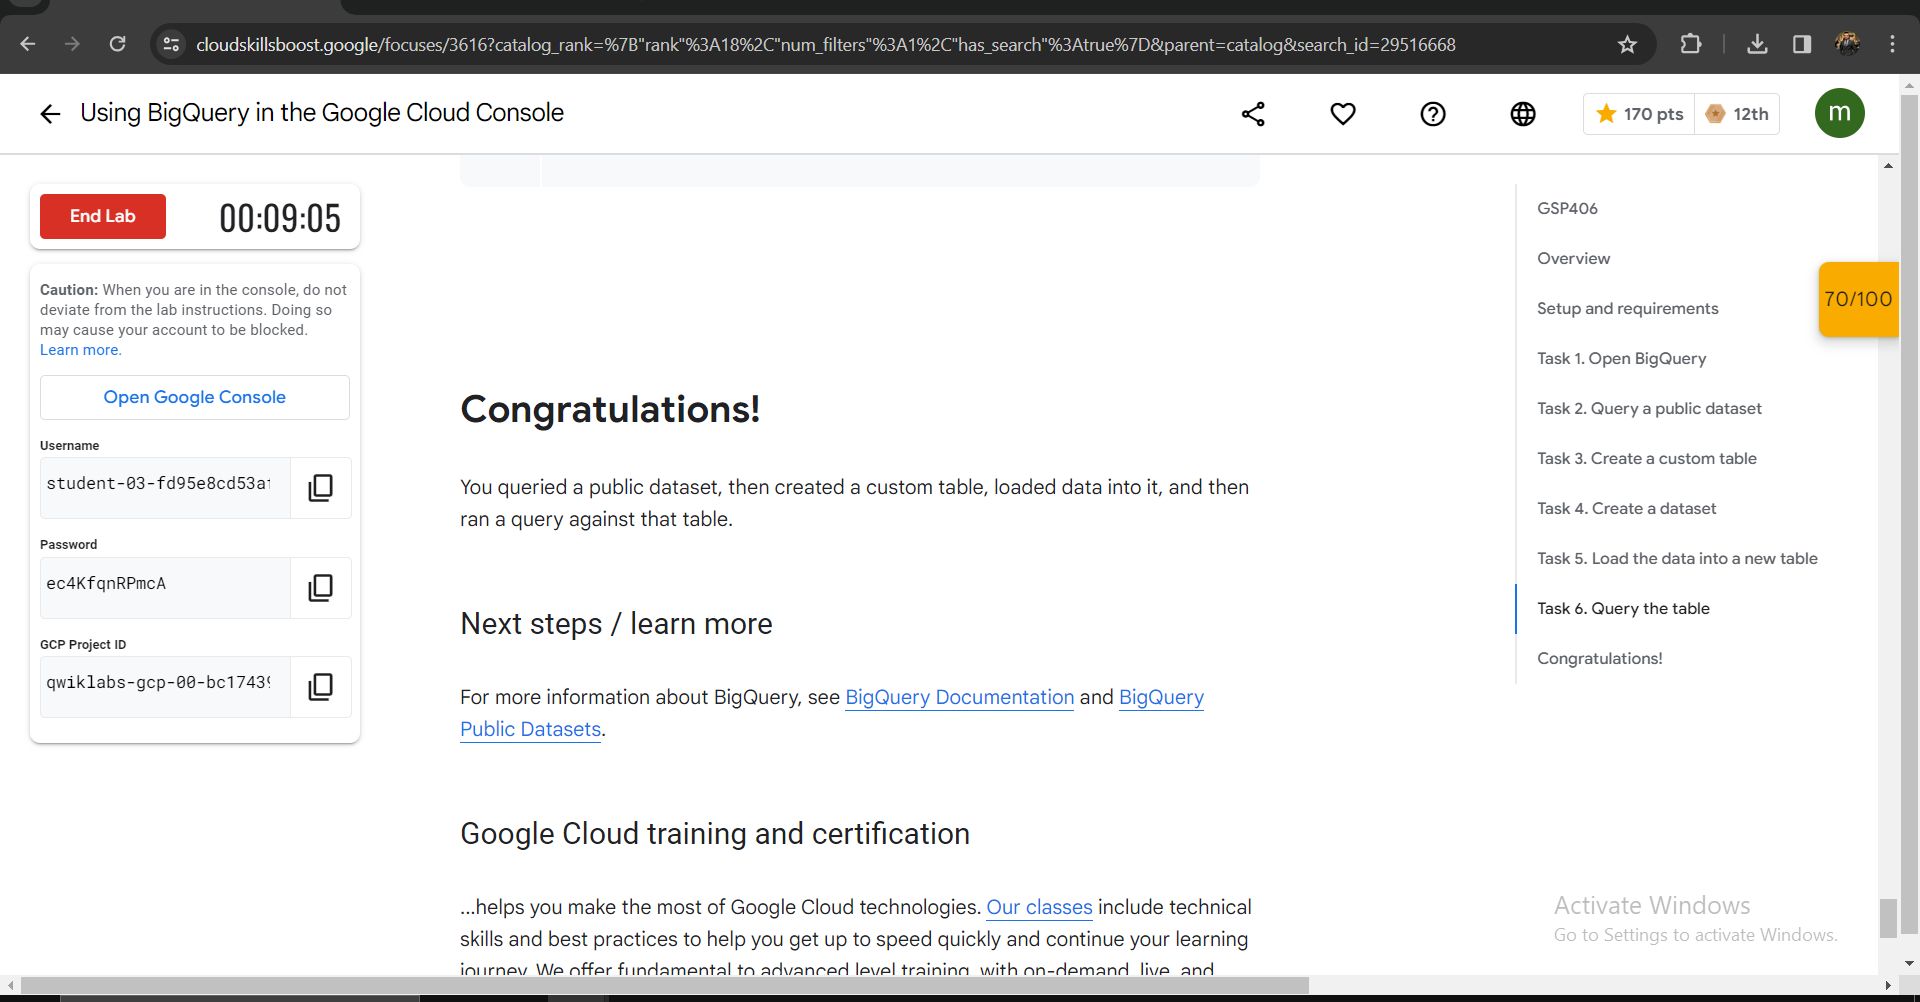 cloudskillsboost.google/focuses/3616?catalog_rank=%7B"rank"%3A18%2C"num_filters"%3A1%2C"has_search"%3Atrue%7D&parent=catalog&search_id=29516668
Using BigQuery in the Google Cloud Console
170 pts
12th
m
End Lab
00:09:05
Caution: When you are in the console, do not
deviate from the lab instructions. Doing so
may cause your account to be blocked.
Learn more.
Open Google Console
Username
student-03-fd95e8cd53a
Password
ec4KfqnRPmcA
GCP Project ID
qwiklabs-gcp-00-bc1743
Congratulations!
You queried a public dataset, then created a custom table, loaded data into it, and then
ran a query against that table.
Next steps / learn more
For more information about BigQuery, see BigQuery Documentation and BigQuery
Public Datasets.
Google Cloud training and certification
...helps you make the most of Google Cloud technologies. Our classes include technical
skills and best practices to help you get up to speed quickly and continue your learning
journey. We offer fundamental to advanced level training, with on-demand, live, and
GSP406
Overview
Setup and requirements
Task 1. Open BigQuery
Task 2. Query a public dataset
Task 3. Create a custom table
Task 4. Create a dataset
Task 5. Load the data into a new table
Task 6. Query the table
Congratulations!
70/100
Activate Windows
Go to Settings to activate Windows.